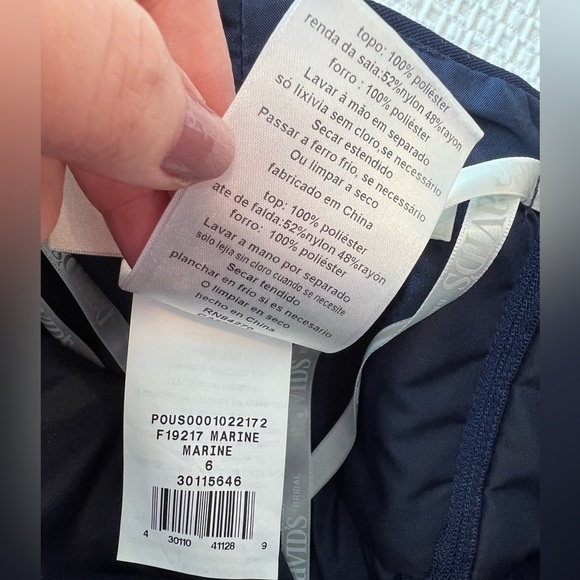 topo: 100% poliéster
renda da saia:52%nylon 48%rayon
forro : 100% poliéster
Lavar à mão em separado
só lixívia sem cloro,se necessário
Secar estendido
Passar a ferro frio, se necessário
Ou limpar a seco
fabricado em China
top: 100% poliéster
ate de falda:52%nylon 48%rayón
forro: 100% poliéster
Lavar a mano por separado
solo lejía sin cloro cuando se necesite
Secar tendido
planchar en frio si es necesario
O limpiar en seco
hecho en China
POUS0001022172
F19217 MARINE
MARINE
6
30115646
4 30110 41128 9
DAVID'S
BRIDAL